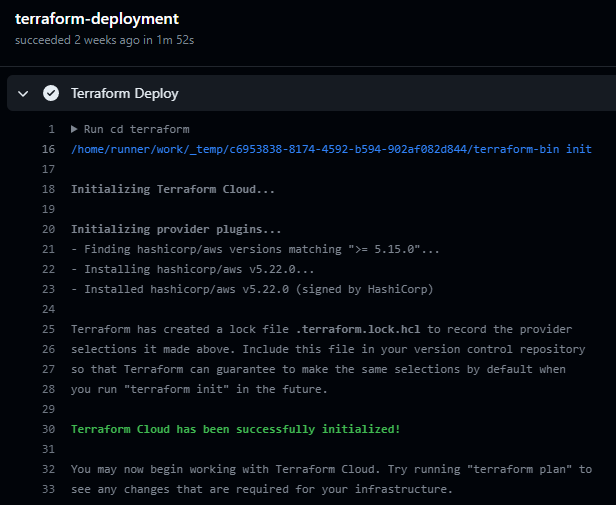 terraform-deployment
succeeded 2 weeks ago in 1m 52s
Terraform Deploy
1 Run cd terraform
16 /home/runner/work/_temp/c6953838-8174-4592-b594-902af082d844/terraform-bin init
17
18 Initializing Terraform Cloud...
19
20 Initializing provider plugins...
21 - Finding hashicorp/aws versions matching ">= 5.15.0"...
22 - Installing hashicorp/aws v5.22.0...
23 - Installed hashicorp/aws v5.22.0 (signed by HashiCorp)
24
25 Terraform has created a lock file .terraform.lock.hcl to record the provider
26 selections it made above. Include this file in your version control repository
27 so that Terraform can guarantee to make the same selections by default when
28 you run "terraform init" in the future.
29
30 Terraform Cloud has been successfully initialized!
31
32 You may now begin working with Terraform Cloud. Try running "terraform plan" to
33 see any changes that are required for your infrastructure.